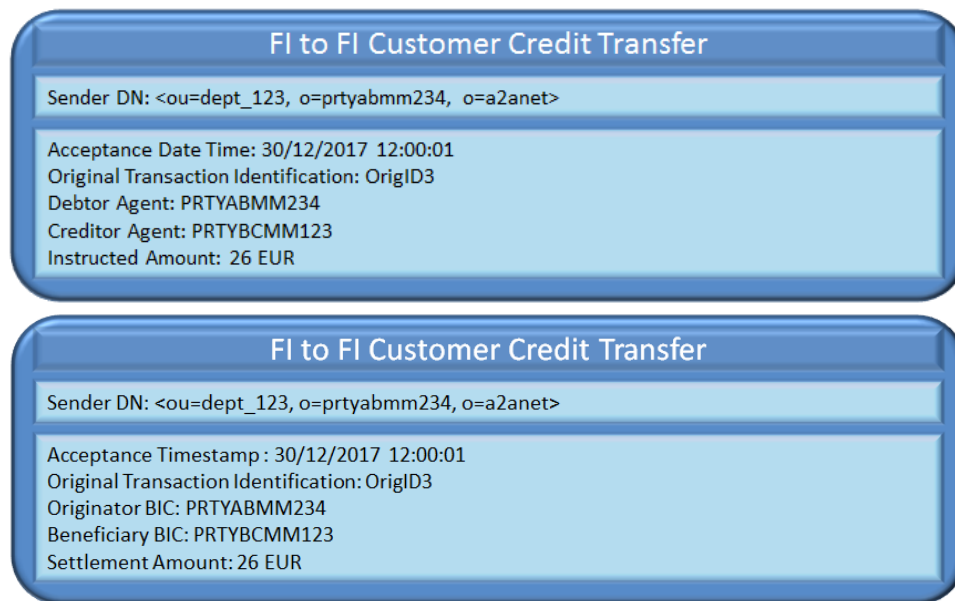 FI to FI Customer Credit Transfer
Sender DN: <ou=dept_123, o=prtyabmm234, o=a2anet>
Acceptance Date Time: 30/12/2017 12:00:01
Original Transaction Identification: OrigID3
Debtor Agent: PRTYABMM234
Creditor Agent: PRTYBCMM123
Instructed Amount: 26 EUR
FI to FI Customer Credit Transfer
Sender DN: <ou=dept_123, o=prtyabmm234, o=a2anet>
Acceptance Timestamp : 30/12/2017 12:00:01
Original Transaction Identification: OrigID3
Originator BIC: PRTYABMM234
Beneficiary BIC: PRTYBCMM123
Settlement Amount: 26 EUR